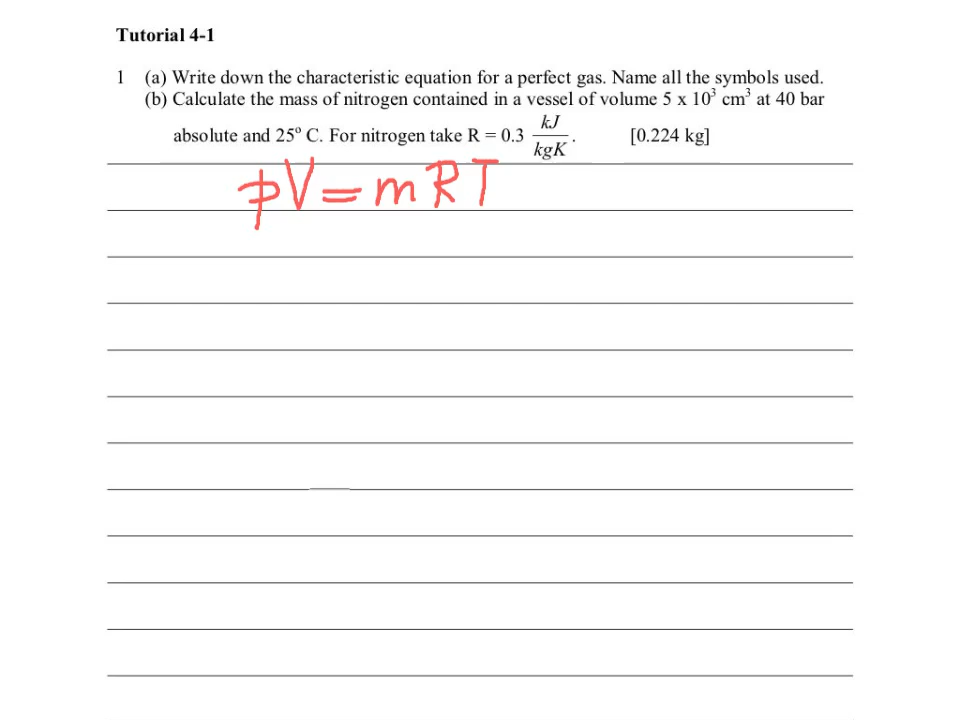 Tutorial 4-1
1 (a) Write down the characteristic equation for a perfect gas. Name all the symbols used.
(b) Calculate the mass of nitrogen contained in a vessel of volume 5 x 10³ cm³ at 40 bar
absolute and 25º C. For nitrogen take R = 0.3 kJ/kgK. [0.224 kg]
pV = mRT